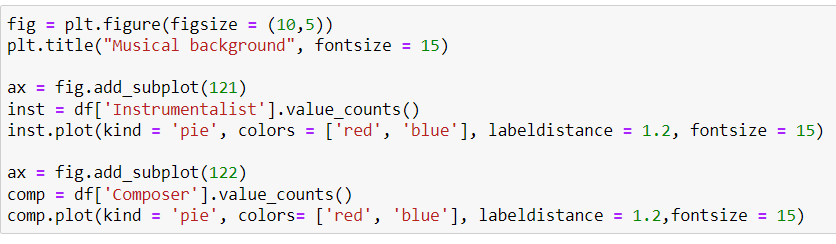 fig = plt.figure(figsize = (10,5))
plt.title("Musical background", fontsize = 15)
ax = fig.add_subplot(121)
inst = df['Instrumentalist'].value_counts()
inst.plot(kind = 'pie', colors = ['red', 'blue'], labeldistance = 1.2, fontsize = 15)
ax = fig.add_subplot(122)
comp = df['Composer'].value_counts()
comp.plot(kind = 'pie', colors= ['red', 'blue'], labeldistance = 1.2,fontsize = 15)